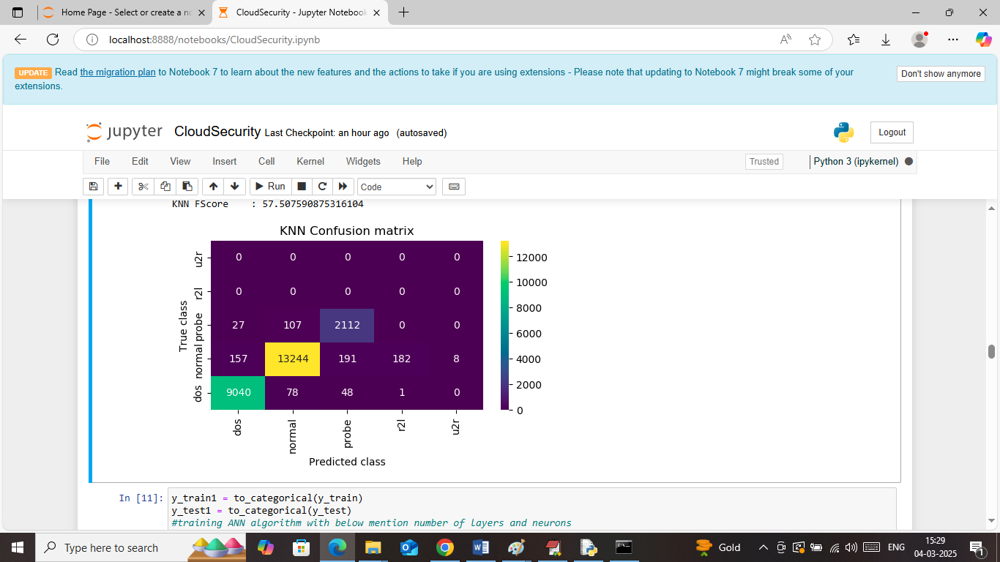 Home Page - Select or create a no
CloudSecurity - Jupyter Notebook
localhost:8888/notebooks/CloudSecurity.ipynb
UPDATE Read the migration plan to Notebook 7 to learn about the new features and the actions to take if you are using extensions - Please note that updating to Notebook 7 might break some of your
extensions.
Don't show anymore
jupyter CloudSecurity Last Checkpoint: an hour ago (autosaved)
Logout
File Edit View Insert Cell Kernel Widgets Help
Trusted
Python 3 (ipykernel)
Run
Code
KNN FScore : 57.507590875316104
KNN Confusion matrix
u2r 0 0 0 0 0
r2l 0 0 0 0 0
probe 27 107 2112 0 0
normal 157 13244 191 182 8
dos 9040 78 48 1 0
True class
dos normal probe r2l u2r
Predicted class
12000
10000
8000
6000
4000
2000
0
In [11]: y_train1 = to_categorical(y_train)
y_test1 = to_categorical(y_test)
#training ANN algorithm with below mention number of layers and neurons
Type here to search
Gold
ENG
15:29
04-03-2025
1